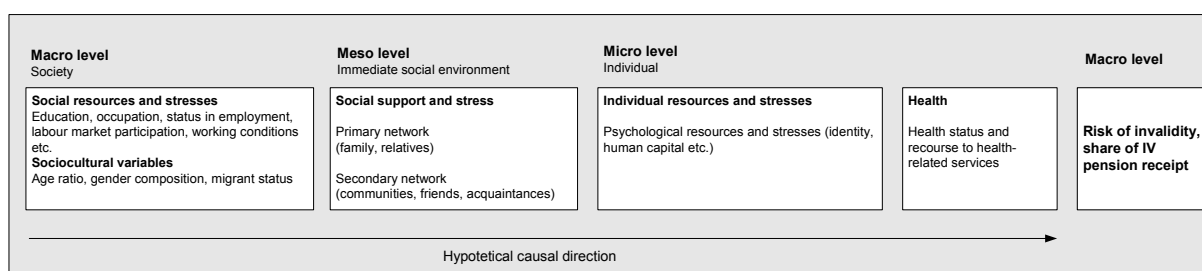 Macro level
Society
Social resources and stresses
Education, occupation, status in employment,
labour market participation, working conditions
etc.
Sociocultural variables
Age ratio, gender composition, migrant status
Meso level
Immediate social environment
Social support and stress
Primary network
(family, relatives)
Secondary network
(communities, friends, acquaintances)
Micro level
Individual
Individual resources and stresses
Psychological resources and stresses (identity,
human capital etc.)
Health
Health status and
recourse to health-
related services
Macro level
Risk of invalidity,
share of IV
pension receipt
Hypotetical causal direction